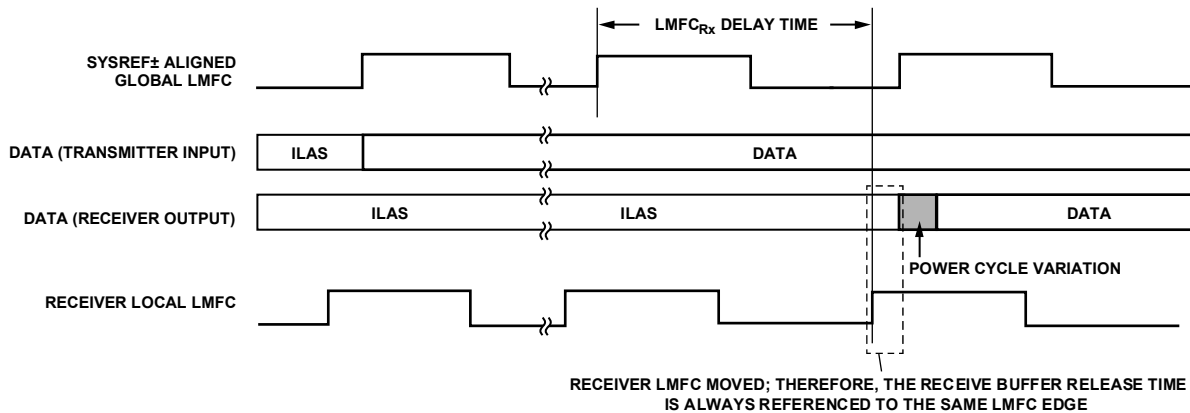 LMFCRx DELAY TIME
SYSREF± ALIGNED
GLOBAL LMFC
DATA (TRANSMITTER INPUT)
ILAS
DATA
DATA (RECEIVER OUTPUT)
ILAS
ILAS
DATA
POWER CYCLE VARIATION
RECEIVER LOCAL LMFC
RECEIVER LMFC MOVED; THEREFORE, THE RECEIVE BUFFER RELEASE TIME
IS ALWAYS REFERENCED TO THE SAME LMFC EDGE